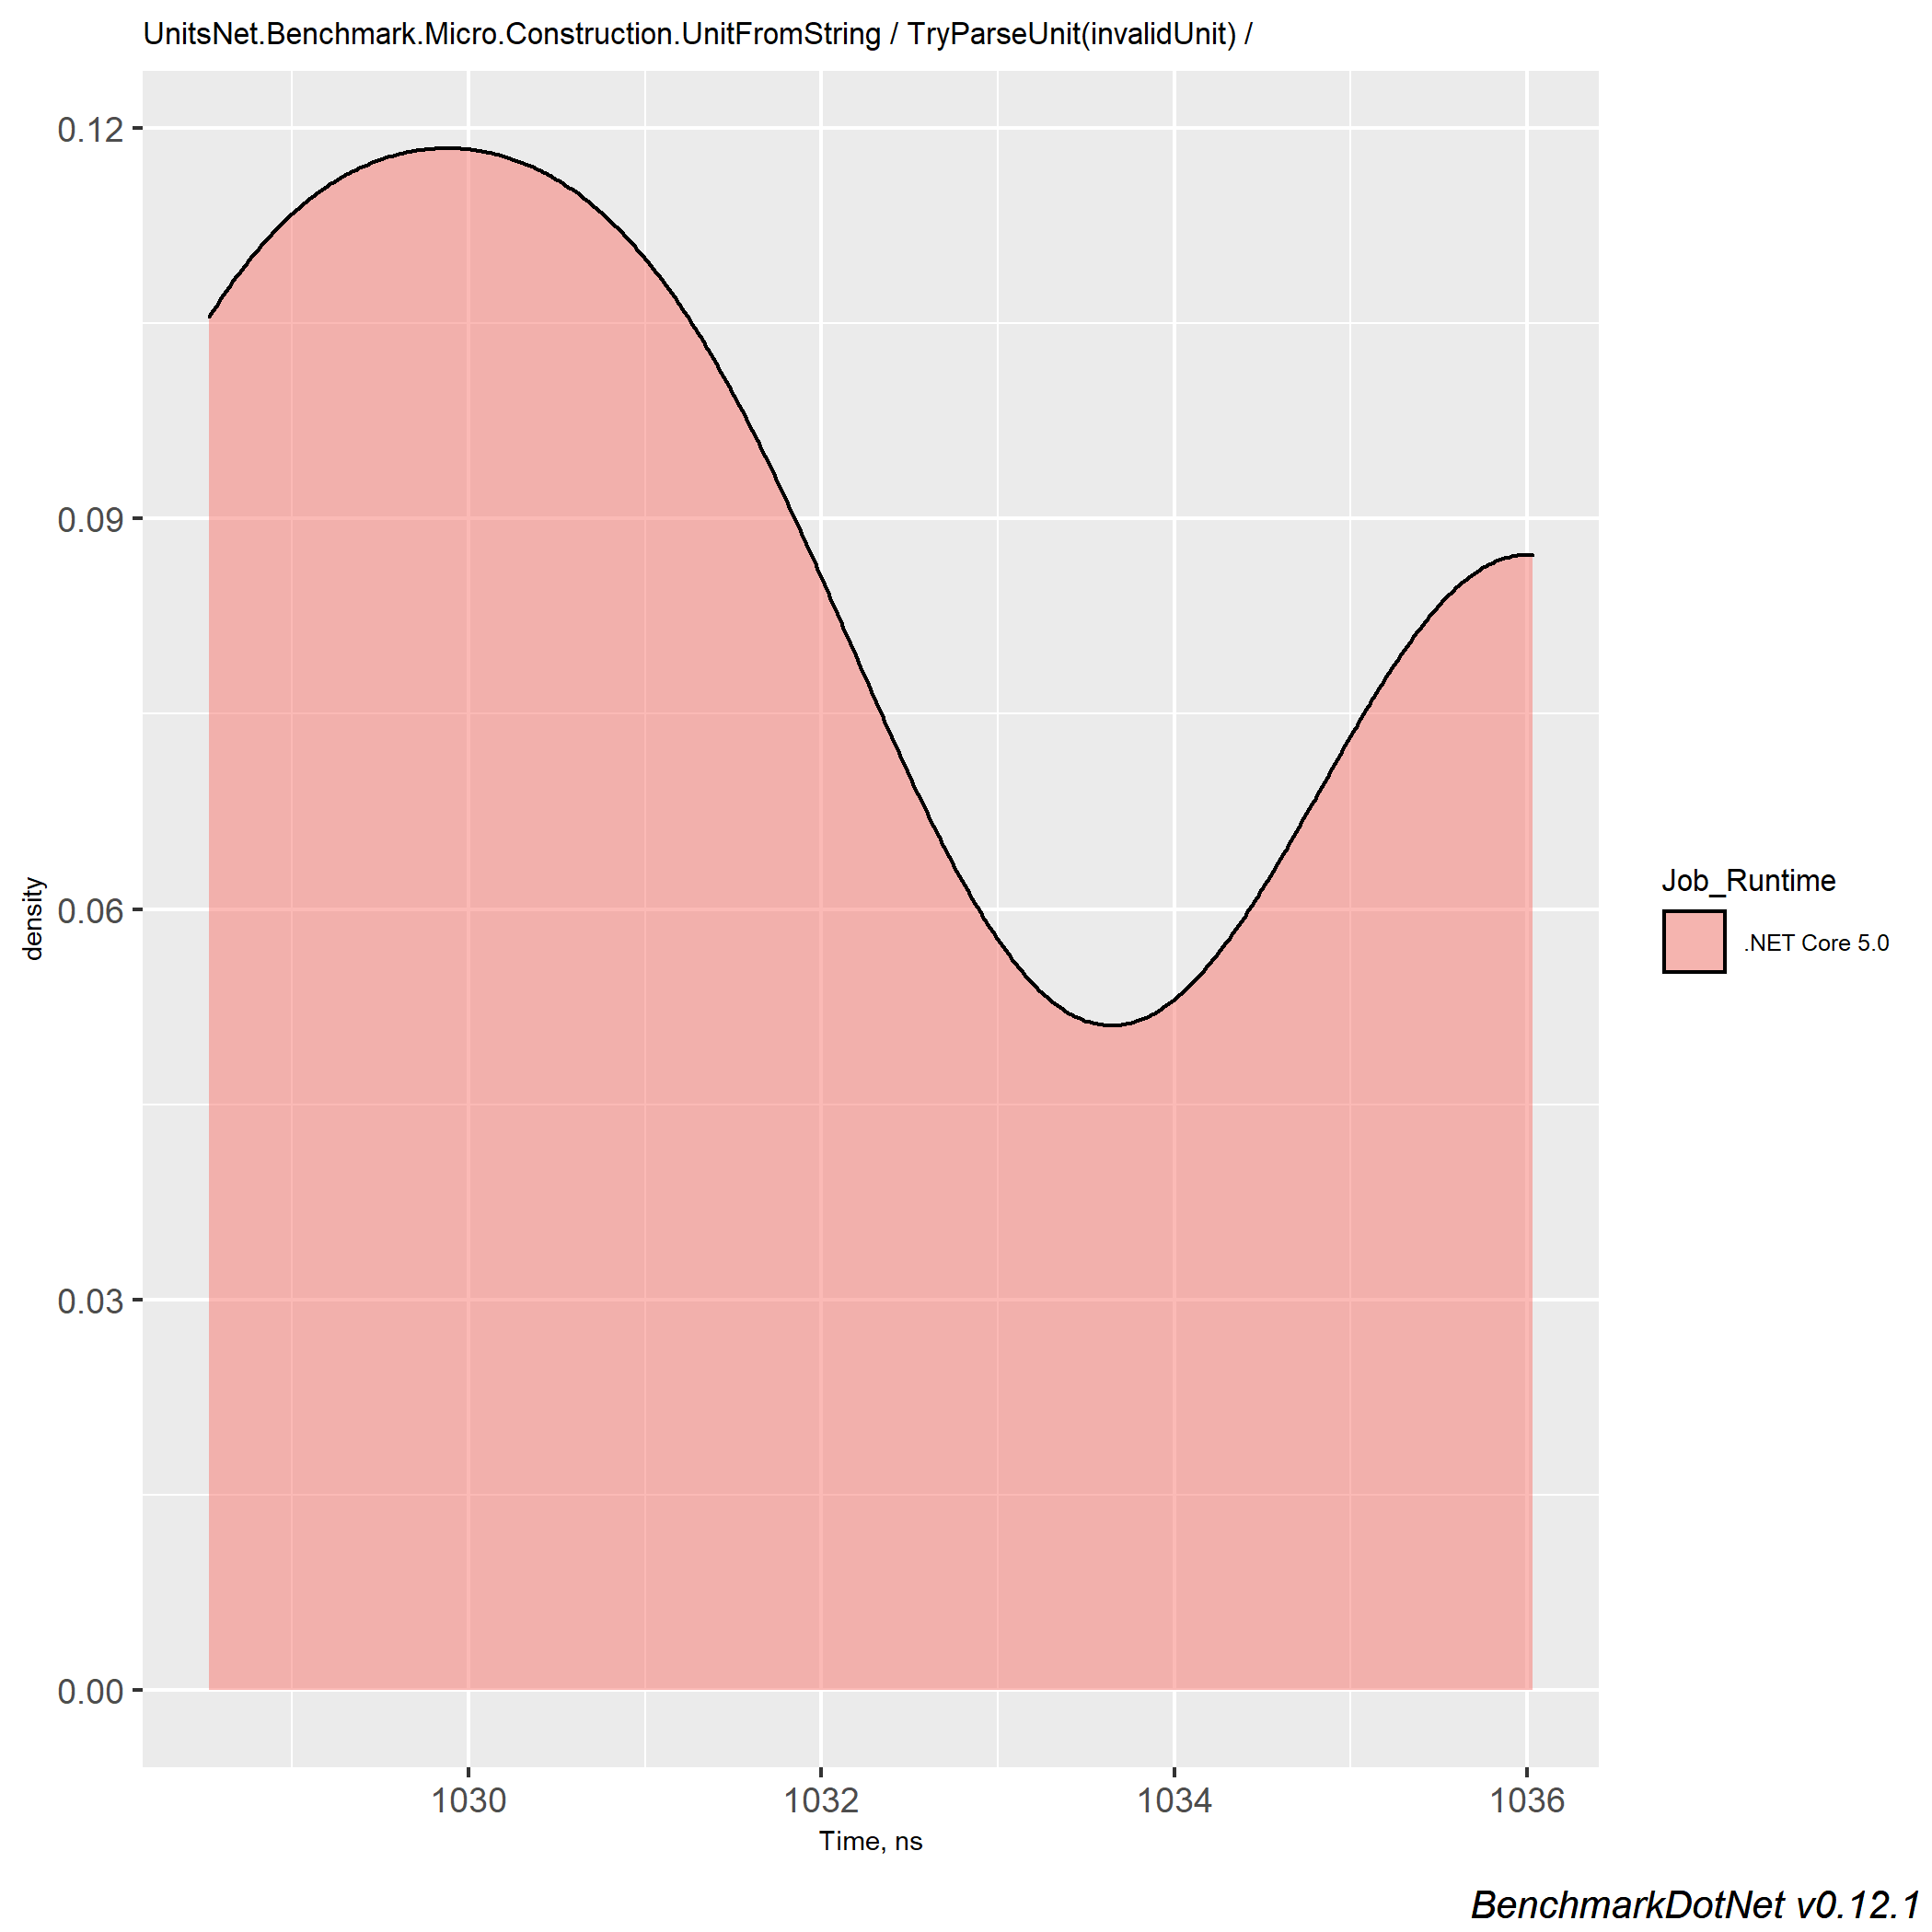 UnitsNet.Benchmark.Micro.Construction.UnitFromString / TryParseUnit(invalidUnit) /
0.12
0.09
0.06
0.03
0.00
density
1030 1032 1034 1036
Time, ns
Job_Runtime
.NET Core 5.0
BenchmarkDotNet v0.12.1